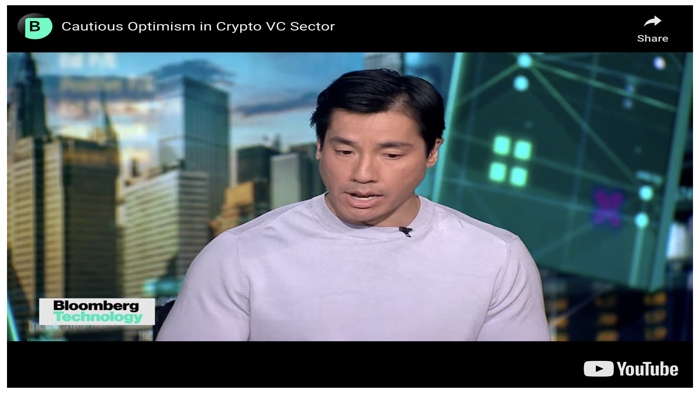 B Cautious Optimism in Crypto VC Sector
Share
Bloomberg
Technology
YouTube